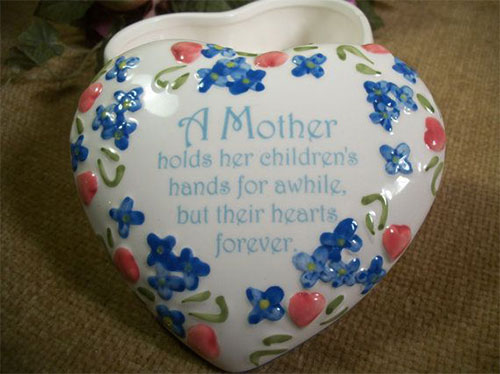 A Mother
holds her children's
hands for awhile,
but their hearts
forever.